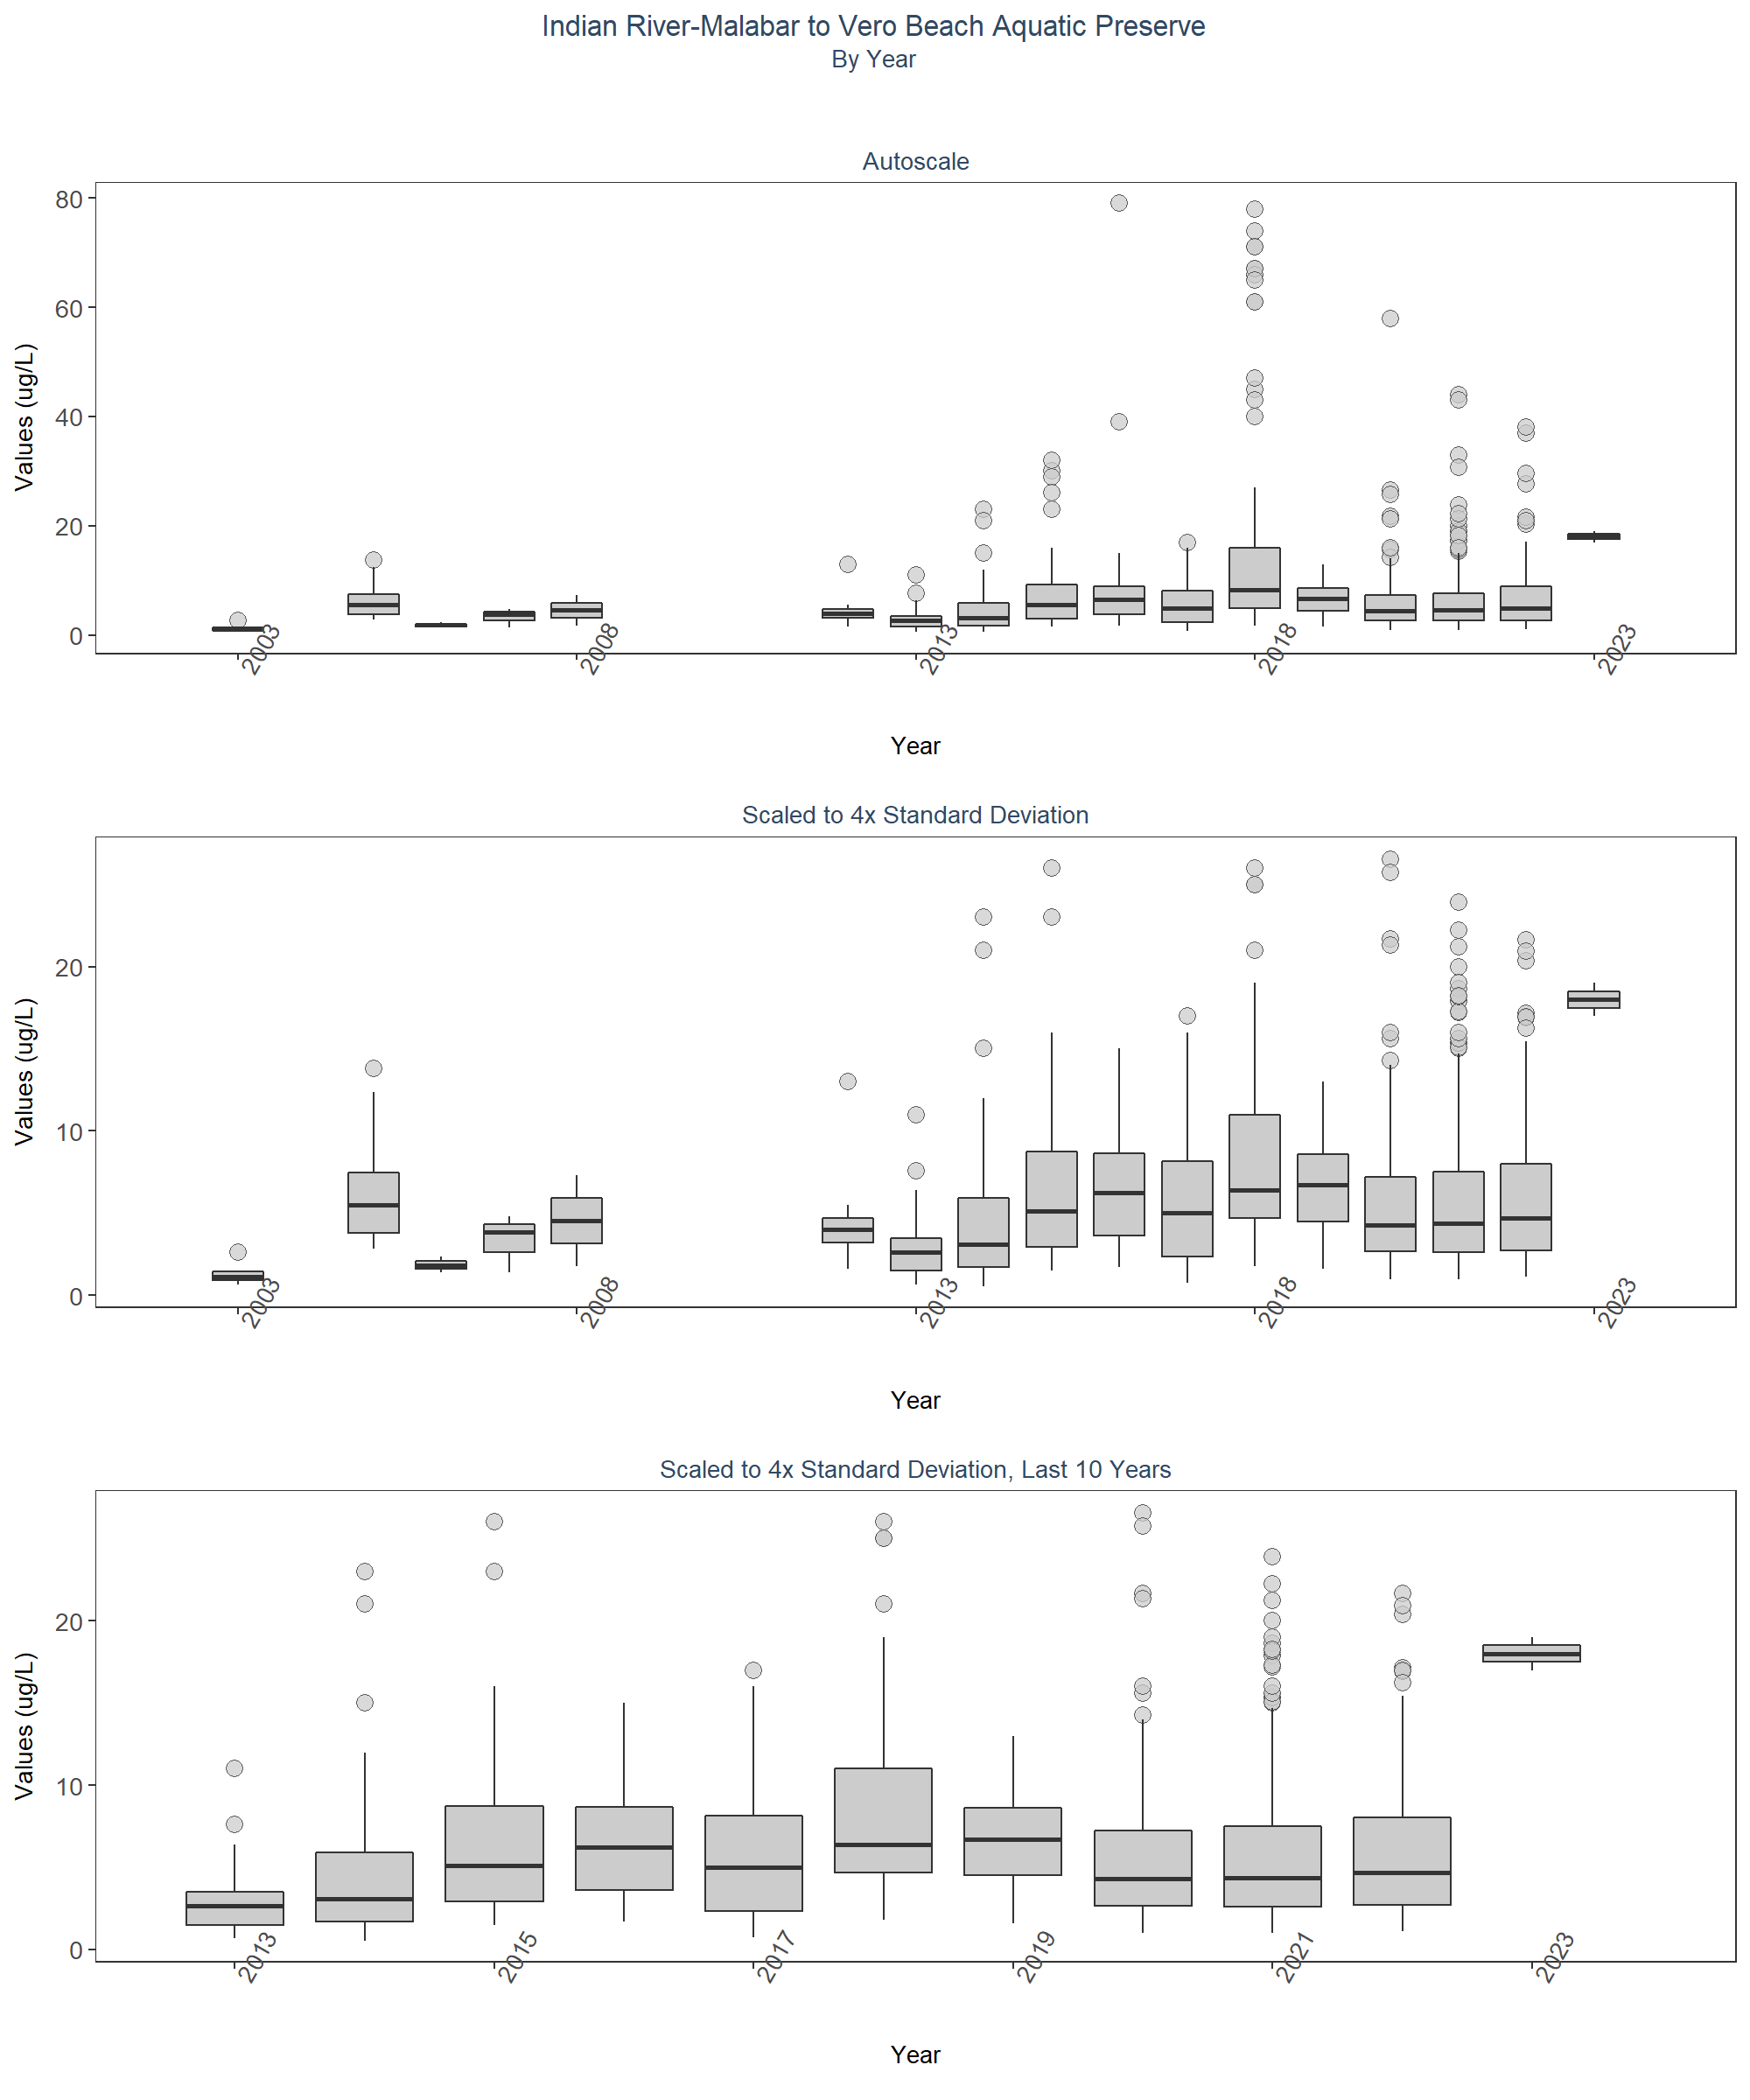 Indian River-Malabar to Vero Beach Aquatic Preserve
By Year
Autoscale
80
60
40
20
0
Values (ug/L)
2003
2008
2013
2018
2023
Year
Scaled to 4x Standard Deviation
20
10
0
Values (ug/L)
2003
2008
2013
2018
2023
Year
Scaled to 4x Standard Deviation, Last 10 Years
20
10
0
Values (ug/L)
2013
2015
2017
2019
2021
2023
Year